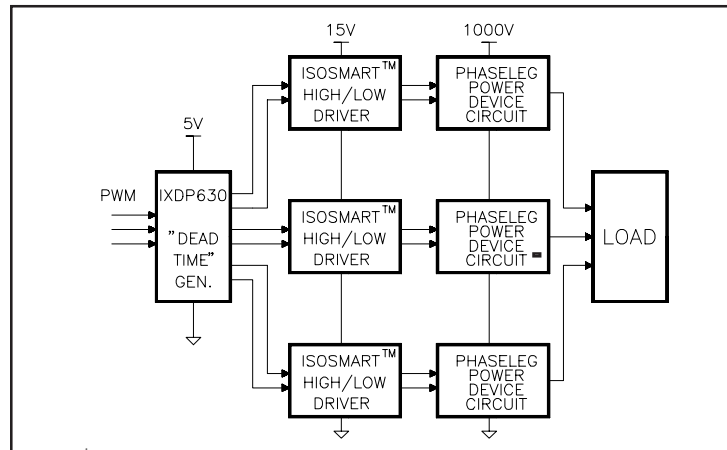 15V
1000V
ISOSMART™
HIGH/LOW
DRIVER
PHASELEG
POWER
DEVICE
CIRCUIT
5V
PWM
IXDP630
"DEAD
TIME"
GEN.
ISOSMART™
HIGH/LOW
DRIVER
PHASELEG
POWER
DEVICE
CIRCUIT
LOAD
ISOSMART™
HIGH/LOW
DRIVER
PHASELEG
POWER
DEVICE
CIRCUIT